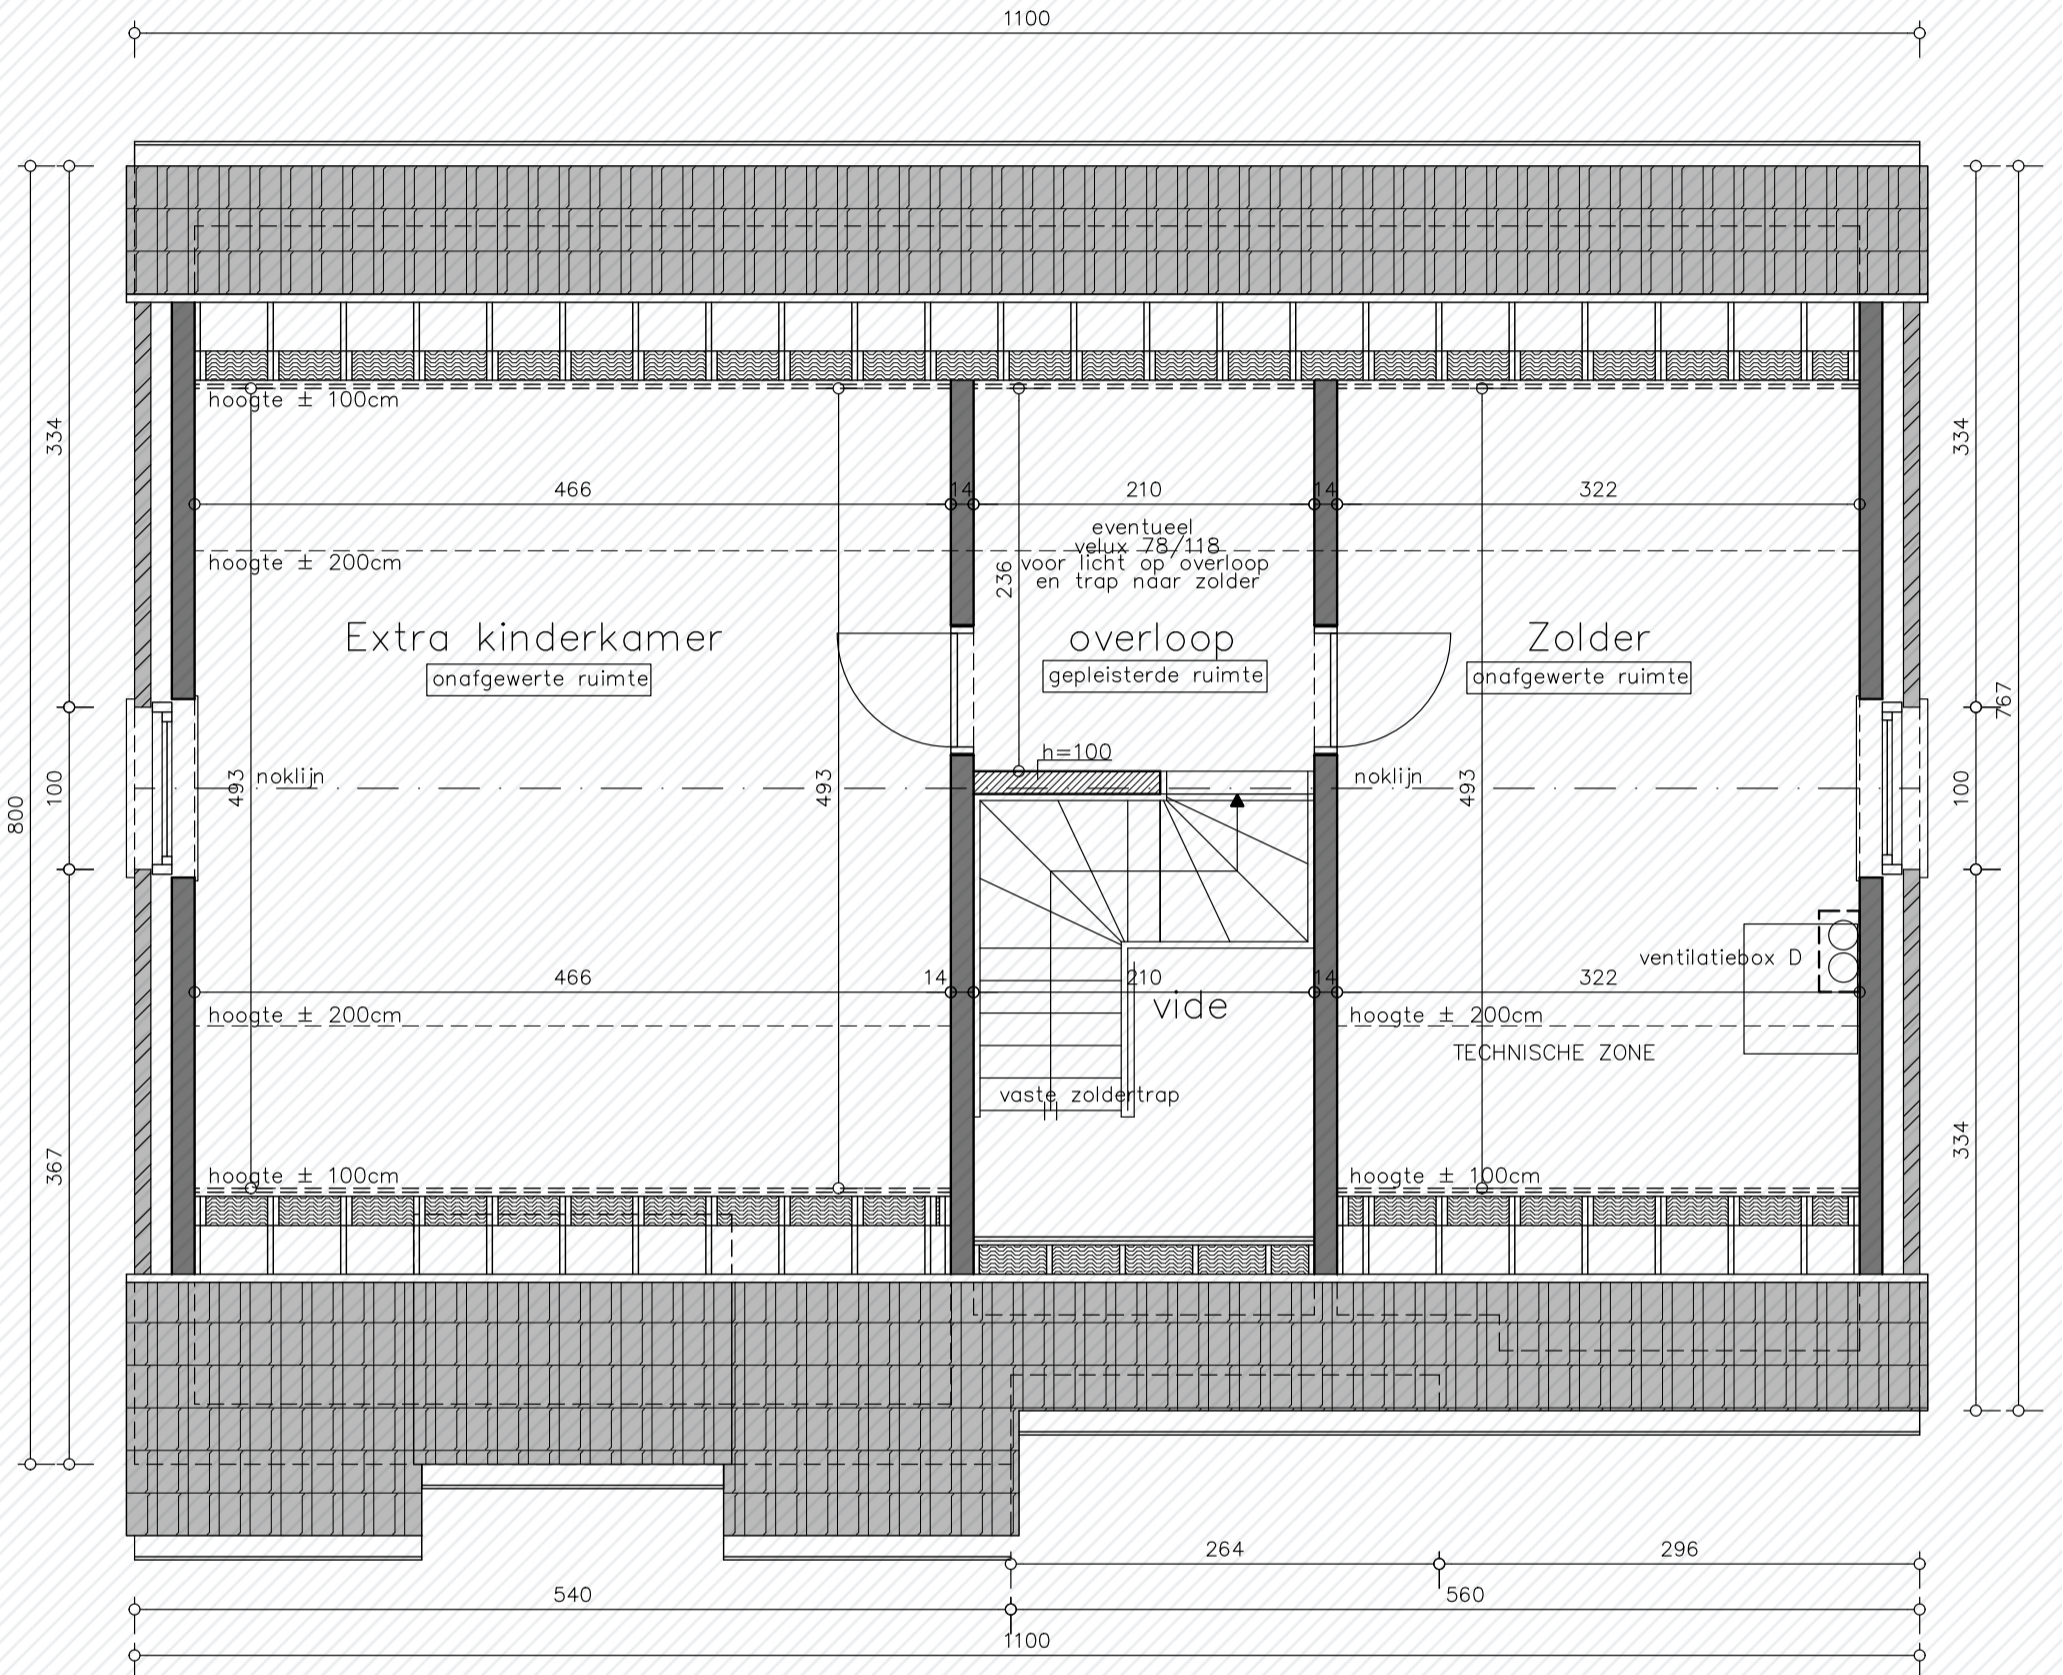 1100
hoogte ± 100cm
334
334
466
14
210
14
322
eventueel
velux 78/118
voor licht op overloop
en trap naar zolder
hoogte ± 200cm
236
Extra kinderkamer
onafgewerte ruimte
overloop
gepleisterde ruimte
Zolder
onafgewerte ruimte
767
h=100
noklijn
noklijn
800
100
493
493
493
100
ventilatiebox D
466
14
210
14
322
vide
hoogte ± 200cm
hoogte ± 200cm
TECHNISCHE ZONE
vaste zoldertrap
367
334
hoogte ± 100cm
hoogte ± 100cm
264
296
540
560
1100